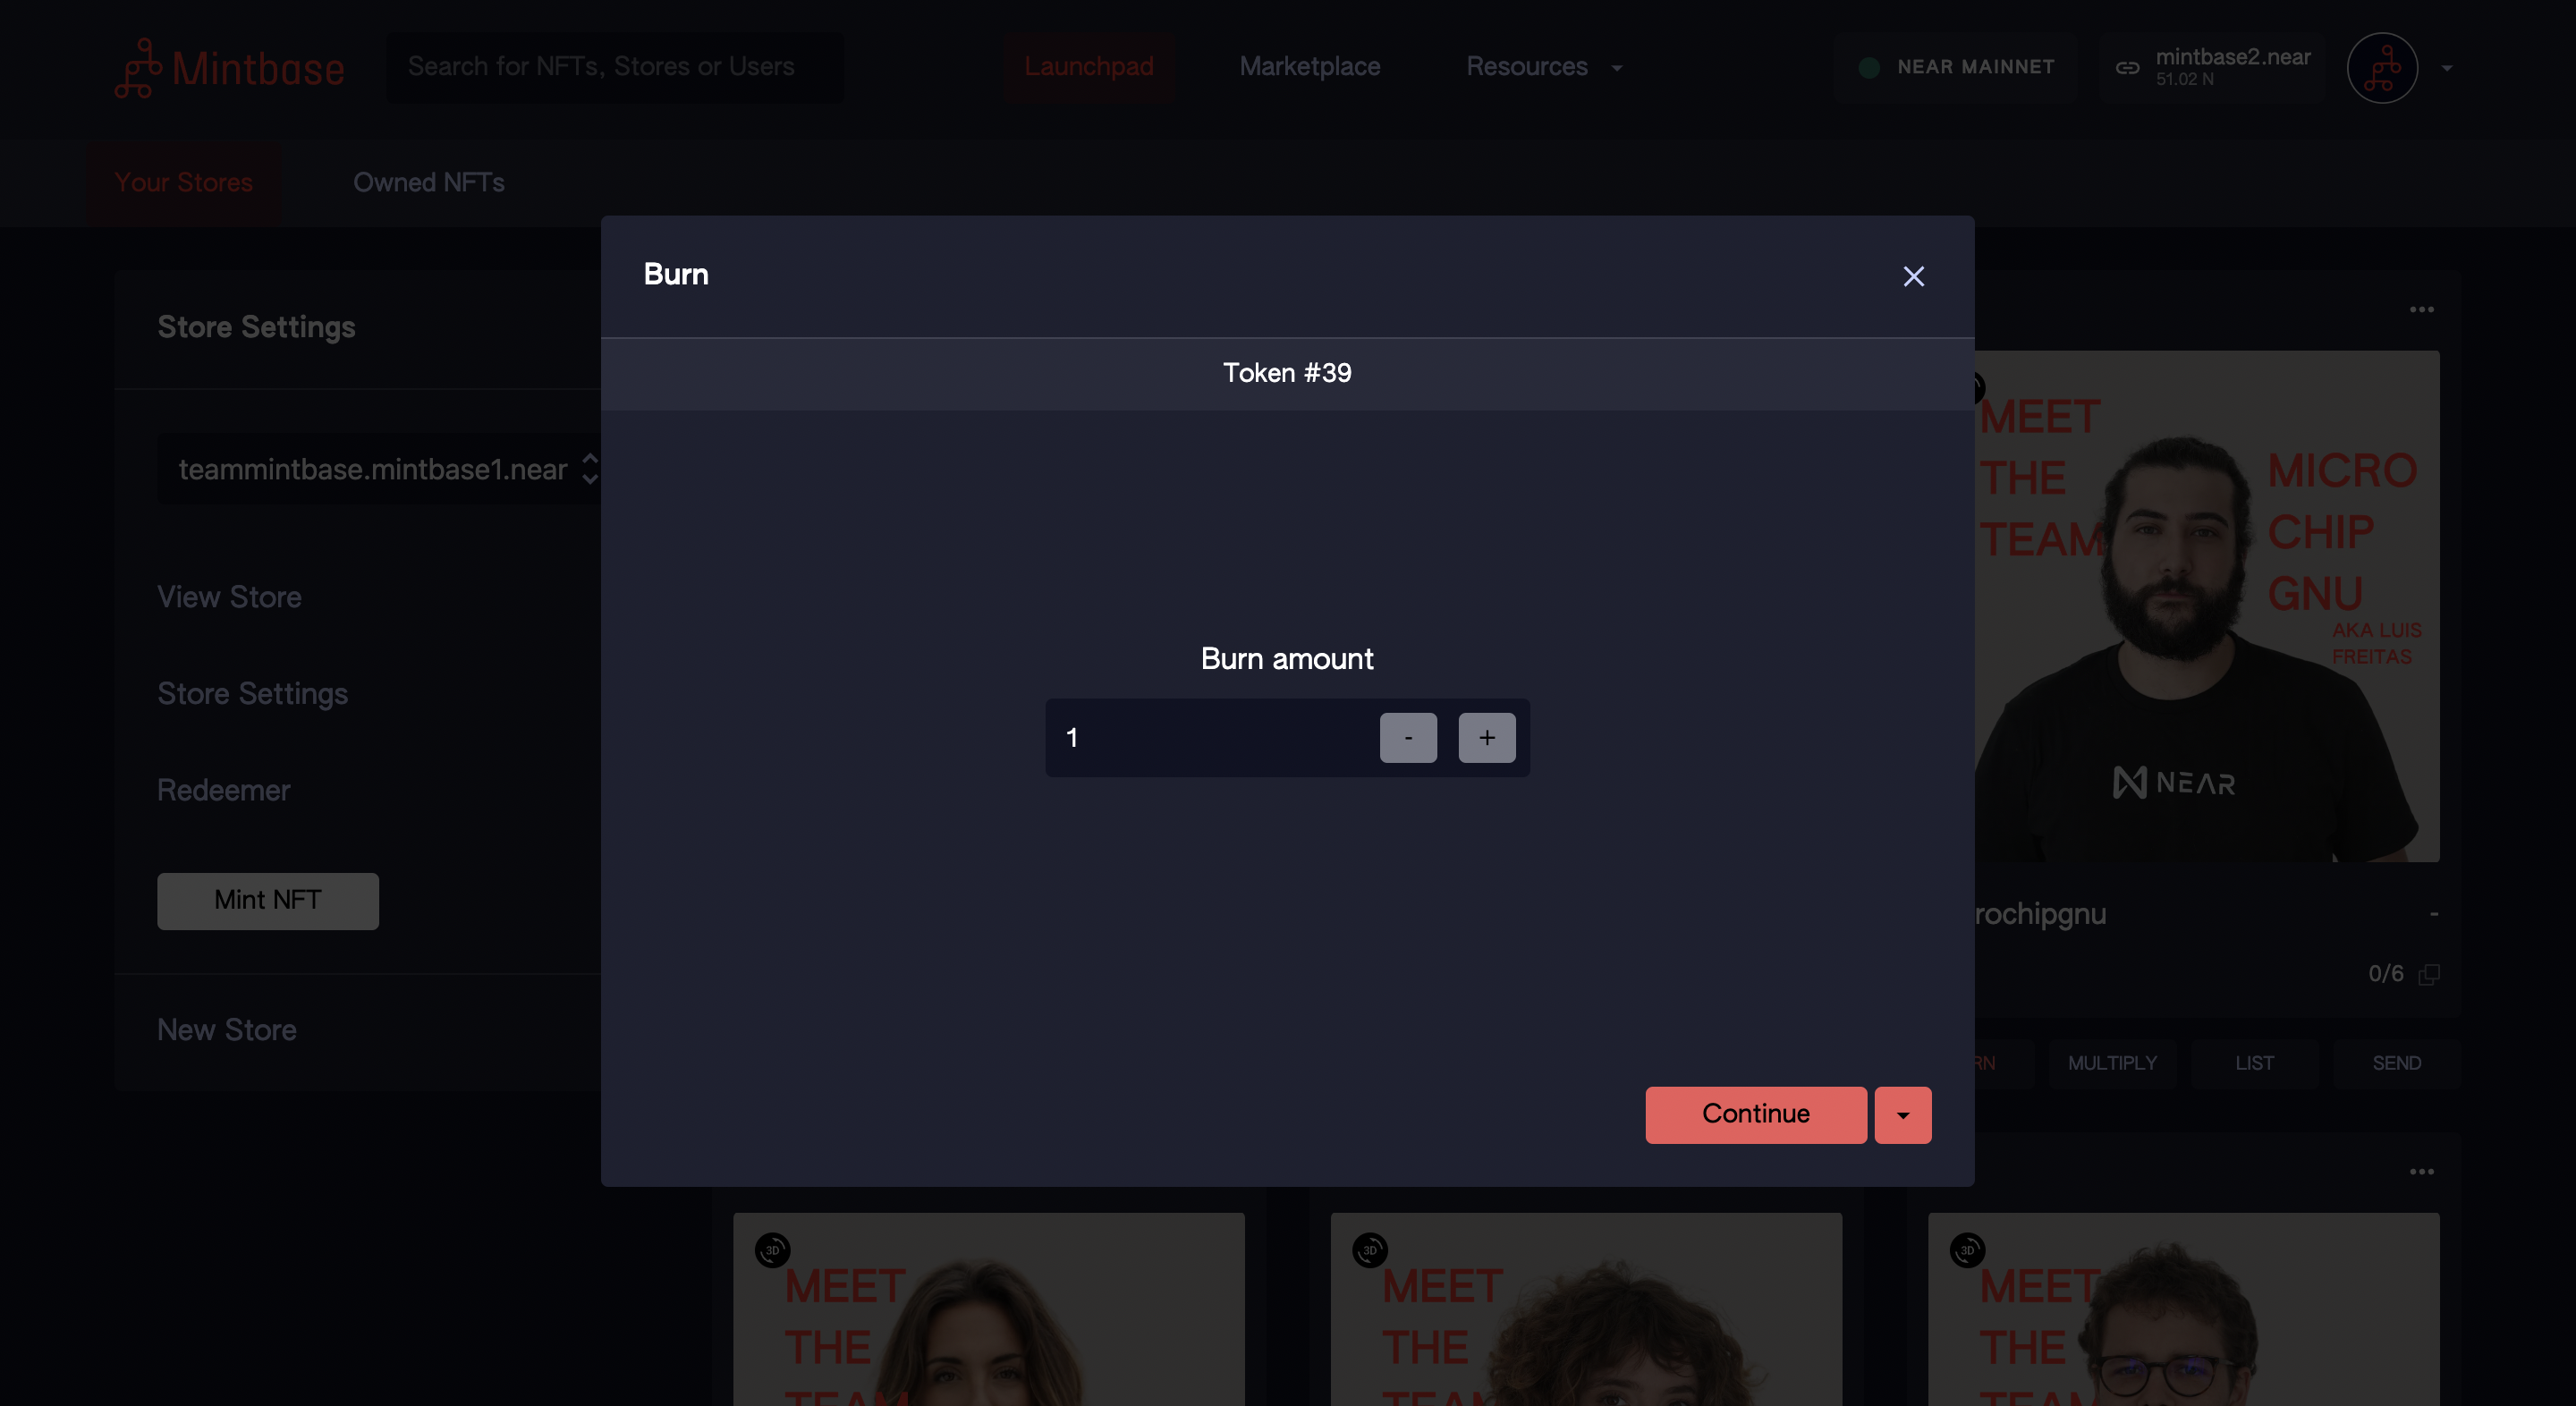 Mintbase
Search for NFTs, Stores or Users
Launchpad
Marketplace
Resources
NEAR MAINNET
mintbase2.near
51.02 N
Your Stores
Owned NFTs
Store Settings
teammintbase.mintbase1.near
View Store
Store Settings
Redeemer
Mint NFT
New Store
Burn
Token #39
Burn amount
1
-
+
Continue
MEET
THE
TEAM
MICRO
CHIP
GNU
AKA LUIS
FREITAS
NEAR
rochipgnu
-
0/6
RN
MULTIPLY
LIST
SEND
3D
MEET
THE
TEAM
3D
MEET
THE
TEAM
3D
MEET
THE
TEAM